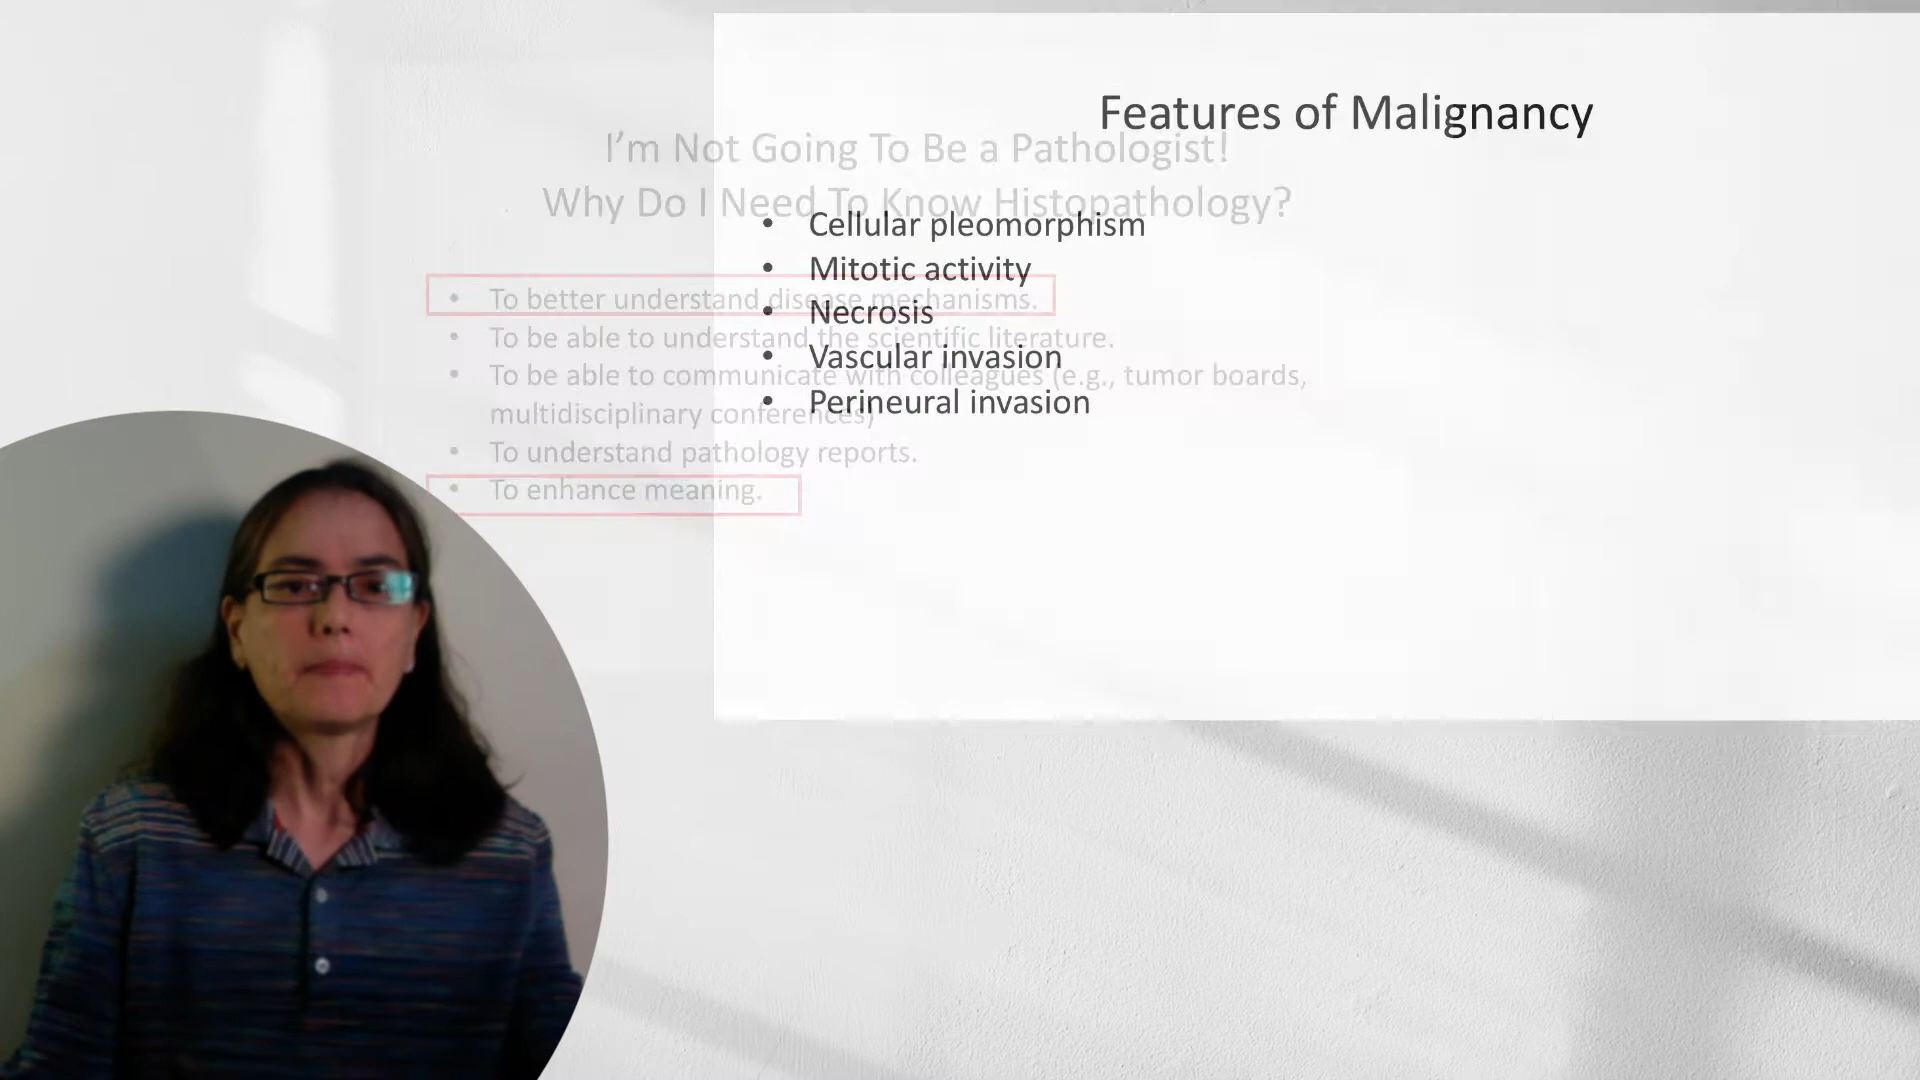 Features of Malignancy
• Cellular pleomorphism
• Mitotic activity
• Necrosis
• Vascular invasion
• Perineural invasion
I’m Not Going To Be a Pathologist!
Why Do I Need To Know Histopathology?
• To better understand disease mechanisms.
• To be able to understand the scientific literature.
• To be able to communicate with colleagues (e.g., tumor boards,
multidisciplinary conferences)
• To understand pathology reports.
• To enhance meaning.